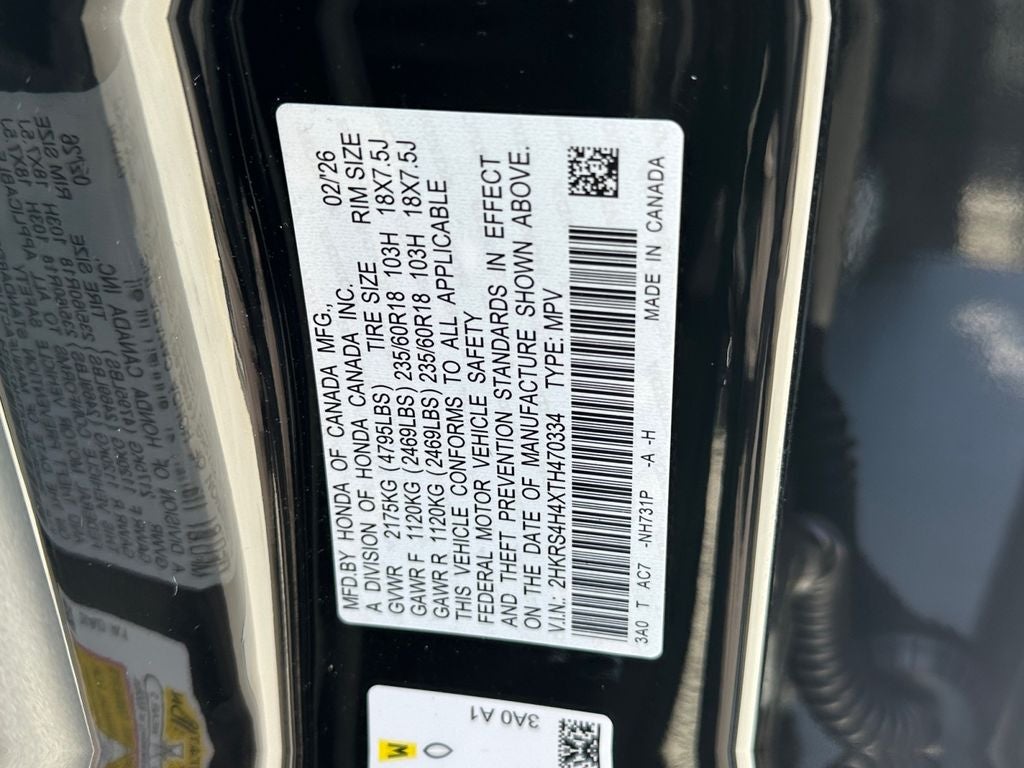 MFD.BY HONDA OF CANADA MFG., 02/26
A DIVISION OF HONDA CANADA INC.
GVWR 2175KG (4795LBS) TIRE SIZE RIM SIZE
GAWR F 1120KG (2469LBS) 235/60R18 103H 18X7.5J
GAWR R 1120KG (2469LBS) 235/60R18 103H 18X7.5J
THIS VEHICLE CONFORMS TO ALL APPLICABLE
FEDERAL MOTOR VEHICLE SAFETY
AND THEFT PREVENTION STANDARDS IN EFFECT
ON THE DATE OF MANUFACTURE SHOWN ABOVE.
V.I.N: 2HKRS4H4XTH470334 TYPE: MPV
3A0 T AC7 -NH731P -A -H MADE IN CANADA
3A0 A1
M